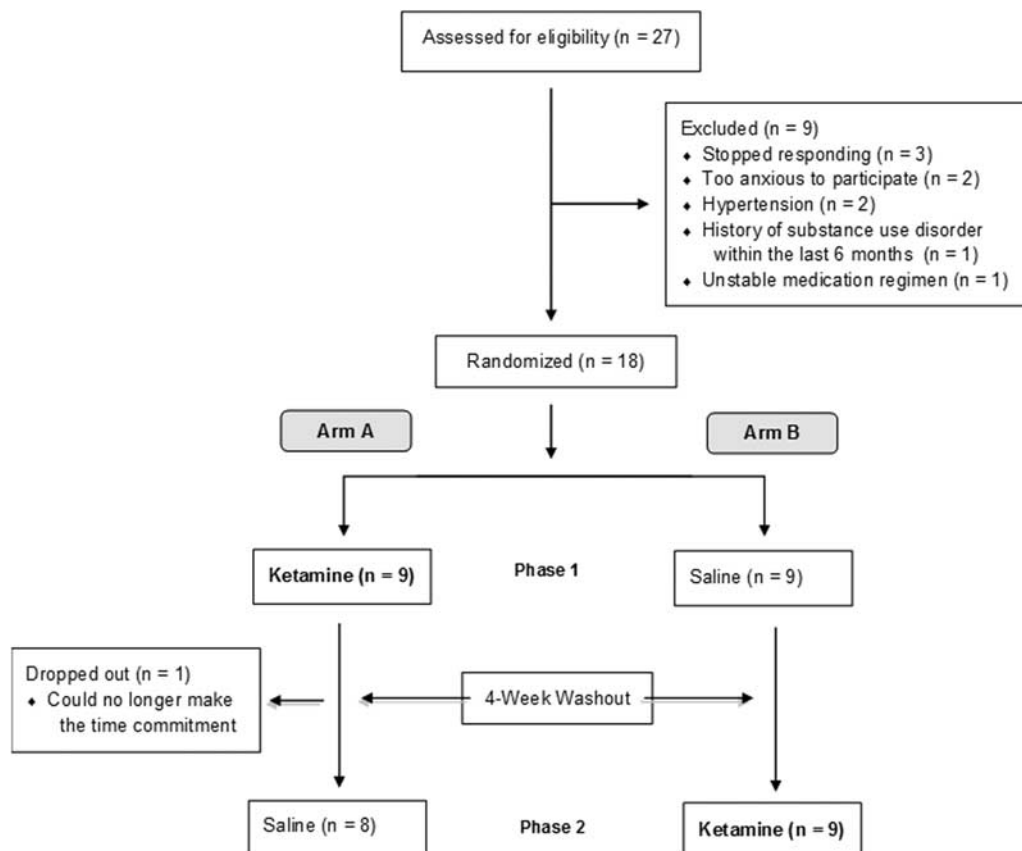 Assessed for eligibility (n = 27)
Excluded (n = 9)
♦ Stopped responding (n = 3)
♦ Too anxious to participate (n = 2)
♦ Hypertension (n = 2)
♦ History of substance use disorder
within the last 6 months (n = 1)
♦ Unstable medication regimen (n = 1)
Randomized (n = 18)
Arm A
Arm B
Ketamine (n = 9)
Phase 1
Saline (n = 9)
Dropped out (n = 1)
♦ Could no longer make
the time commitment
4-Week Washout
Saline (n = 8)
Phase 2
Ketamine (n = 9)